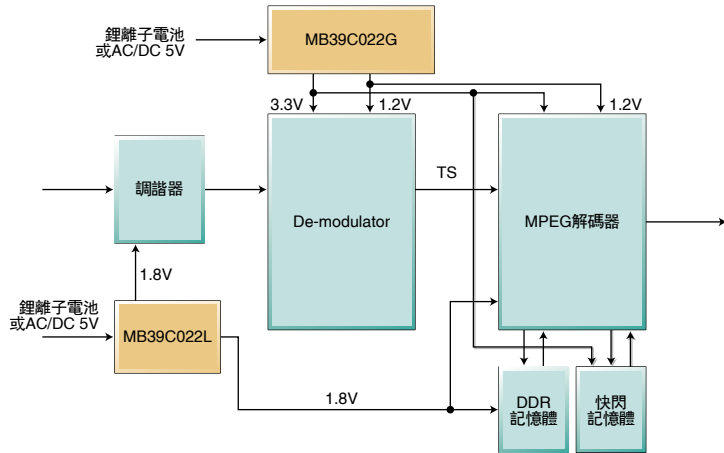 鋰離子電池
或AC/DC 5V
MB39C022G
3.3V
1.2V
1.2V
調諧器
De-modulator
TS
MPEG解碼器
1.8V
鋰離子電池
或AC/DC 5V
MB39C022L
1.8V
DDR
記憶體
快閃
記憶體